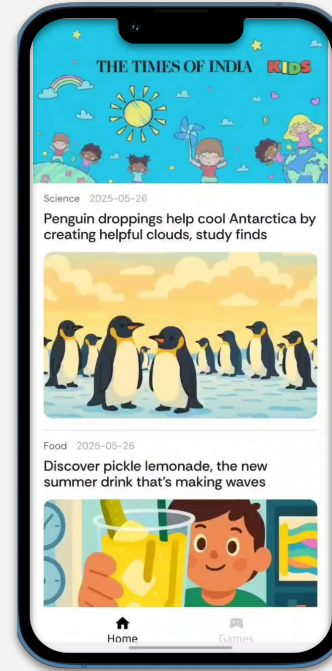 THE TIMES OF INDIA KIDS
Science 2025-05-26
Penguin droppings help cool Antarctica by
creating helpful clouds, study finds
Food 2025-05-26
Discover pickle lemonade, the new
summer drink that's making waves
Home Games